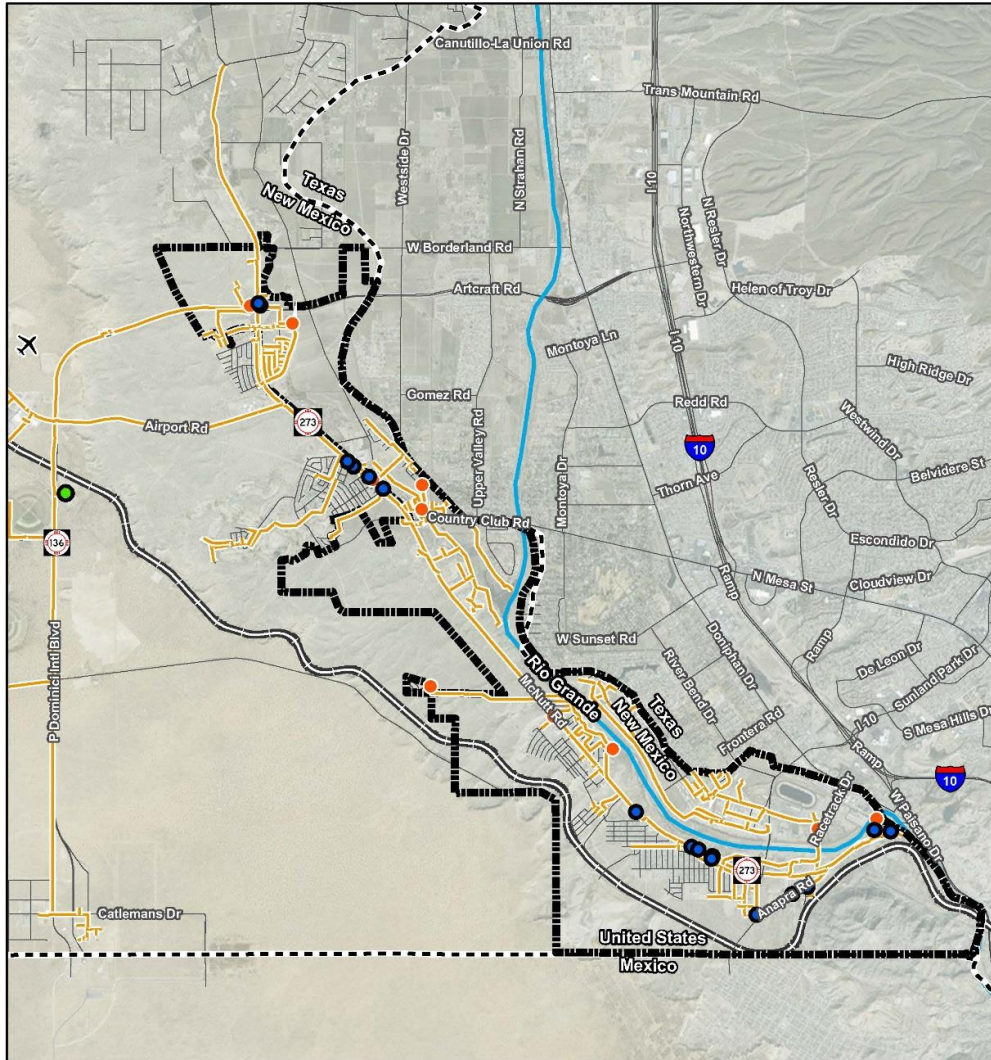 Canutillo-La Union Rd
Trans Mountain Rd
Westside Dr
N Strahan Rd
I 10
N Resler Dr
Northwestern Dr
Texas
New Mexico
W Borderland Rd
Artcraft Rd
Helen of Troy Dr
Montoya Ln
I 10
High Ridge Dr
Gomez Rd
Redd Rd
273
Airport Rd
Upper Valley Rd
Westwind Dr
10
Belvidere St
Thorn Ave
Resler Dr
Montoya Dr
Country Club Rd
136
Escondido Dr
N Mesa St
Cloudview Dr
Ramp
W Sunset Rd
Doniphan Dr
Ramp
De Leon Dr
River Bend Dr
Sunland Park Dr
P Dominici Intl Blvd
Rio Grande
McNutt Rd
Texas
New Mexico
Frontera Rd
I-10
S Mesa Hills Dr
Ramp
10
Racetrack Dr
W Paisano Dr
273
Anapra Rd
Catlemans Dr
United States
Mexico